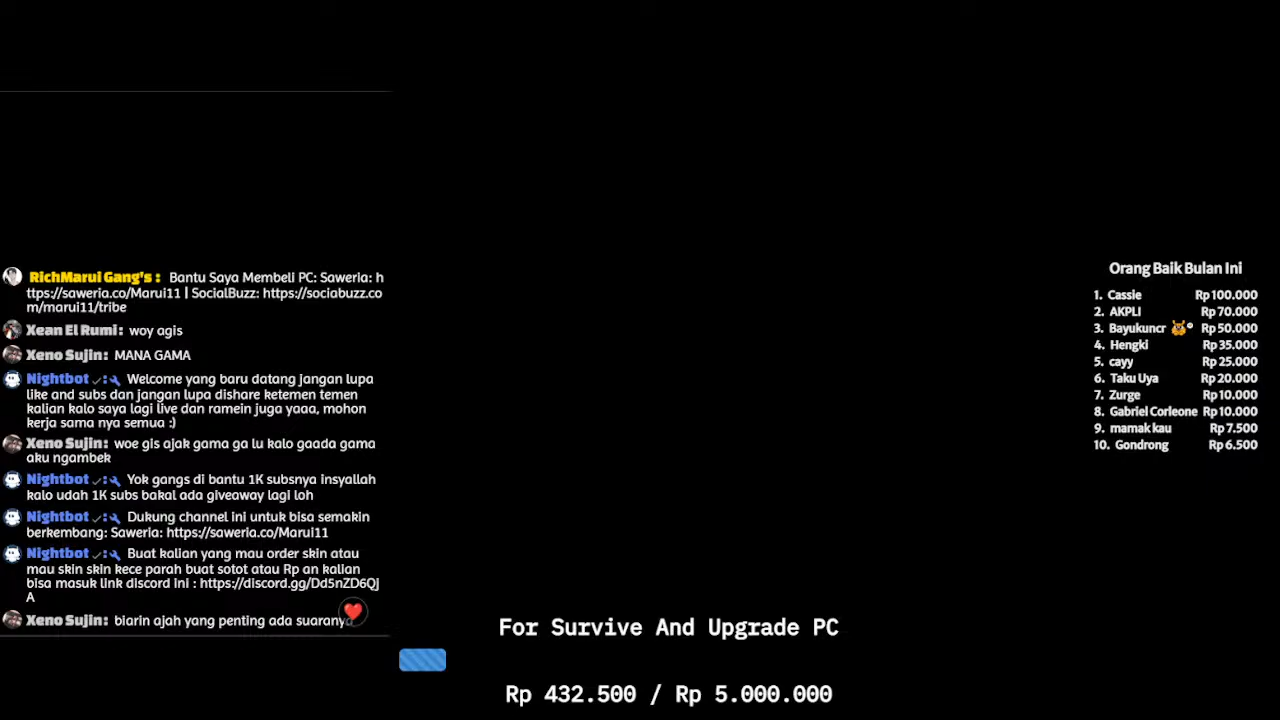 RichMarui Gang's : Bantu Saya Membeli PC: Saweria: h
ttps://saweria.co/Marui11 | SocialBuzz: https://sociabuzz.co
m/marui11/tribe
Xean El Rumi : woy agis
Xeno Sujin : MANA GAMA
Nightbot : Welcome yang baru datang jangan lupa
like and subs dan jangan lupa dishare ketemen temen
kalian kalo saya lagi live dan ramein juga yaaa, mohon
kerja sama nya semua :)
Xeno Sujin : woe gis ajak gama ga lu kalo gaada gama
aku ngambek
Nightbot : Yok gangs di bantu 1K subsnya insyallah
kalo udah 1K subs bakal ada giveaway lagi loh
Nightbot : Dukung channel ini untuk bisa semakin
berkembang: Saweria: https://saweria.co/Marui11
Nightbot : Buat kalian yang mau order skin atau
mau skin skin kece parah buat sotot atau Rp an kalian
bisa masuk link discord ini : https://discord.gg/Dd5nZD6QJ
A
Xeno Sujin : biarin ajah yang penting ada suaranya
Orang Baik Bulan Ini
1. Cassie Rp 100.000
2. AKPLI Rp 70.000
3. Bayukuncr Rp 50.000
4. Hengki Rp 35.000
5. cayy Rp 25.000
6. Taku Uya Rp 20.000
7. Zurge Rp 10.000
8. Gabriel Corleone Rp 10.000
9. mamak kau Rp 7.500
10. Gondrong Rp 6.500
For Survive And Upgrade PC
Rp 432.500 / Rp 5.000.000